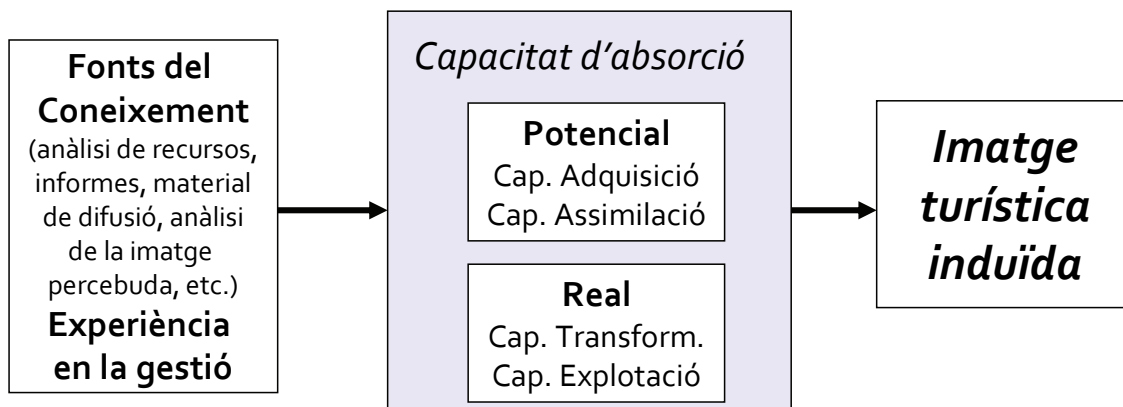 Fonts del
Coneixement
(anàlisi de recursos,
informes, material
de difusió, anàlisi
de la imatge
percebuda, etc.)
Experiència
en la gestió
Capacitat d’absorció
Potencial
Cap. Adquisició
Cap. Assimilació
Real
Cap. Transform.
Cap. Explotació
Imatge
turística
induïda